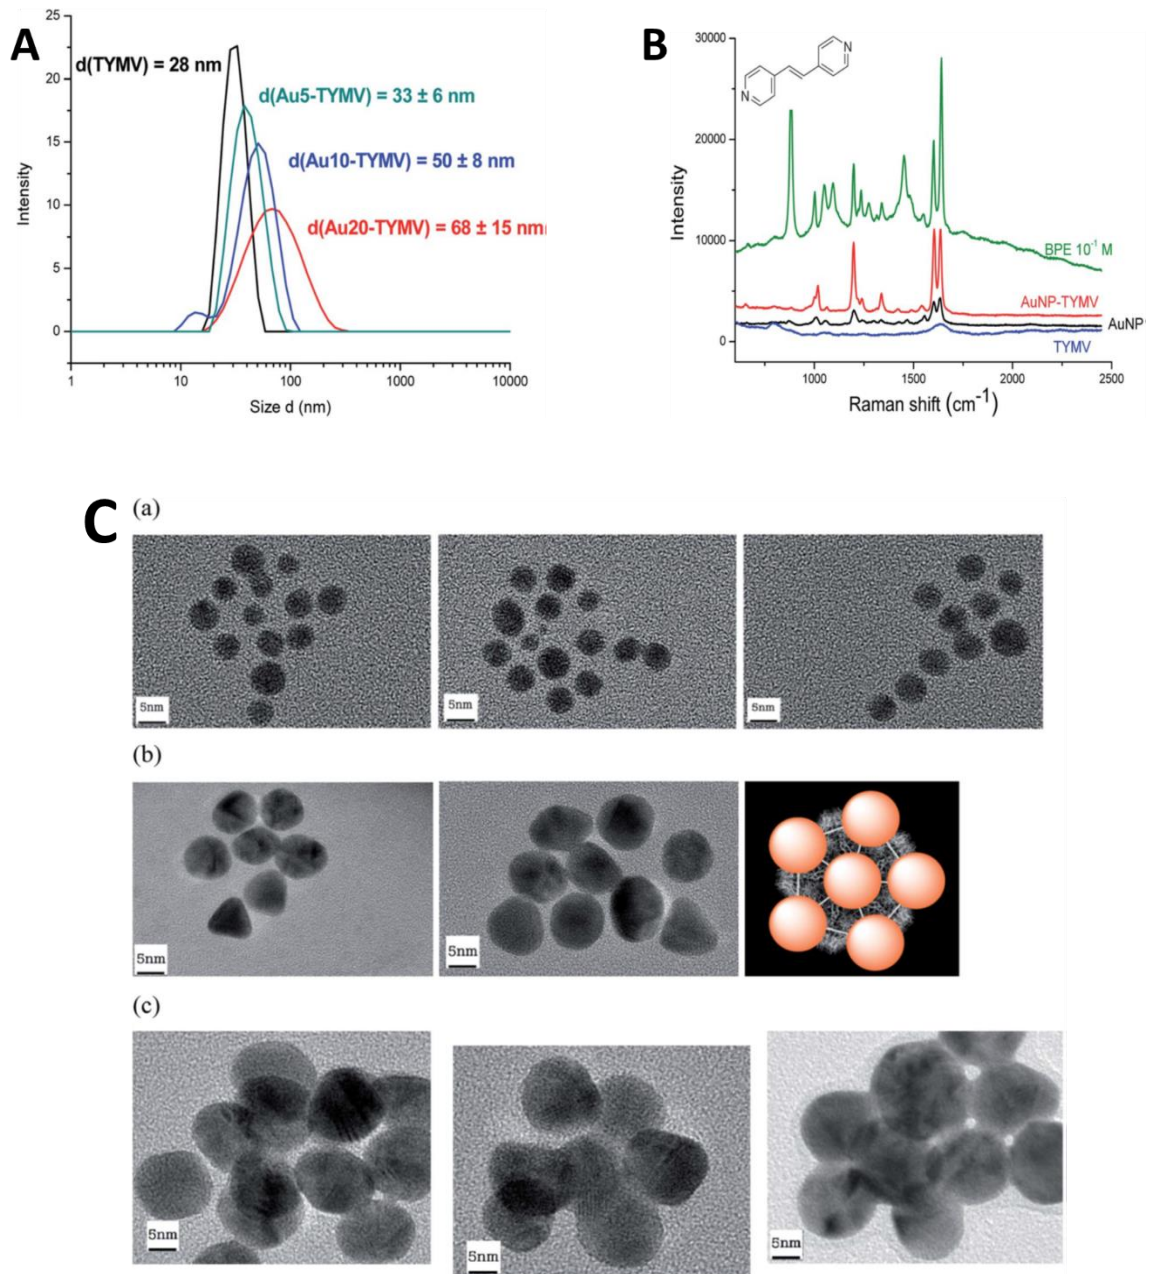 A
25
20
15
10
5
0
Intensity
d(TYMV) = 28 nm
d(Au5-TYMV) = 33 ± 6 nm
d(Au10-TYMV) = 50 ± 8 nm
d(Au20-TYMV) = 68 ± 15 nm
1 10 100 1000 10000
Size d (nm)
B
30000
20000
10000
0
Intensity
N
N
BPE 10⁻¹ M
AuNP-TYMV
AuNP
TYMV
1000 1500 2000 2500
Raman shift (cm⁻¹)
C
(a)
5nm
5nm
5nm
(b)
5nm
5nm
(c)
5nm
5nm
5nm